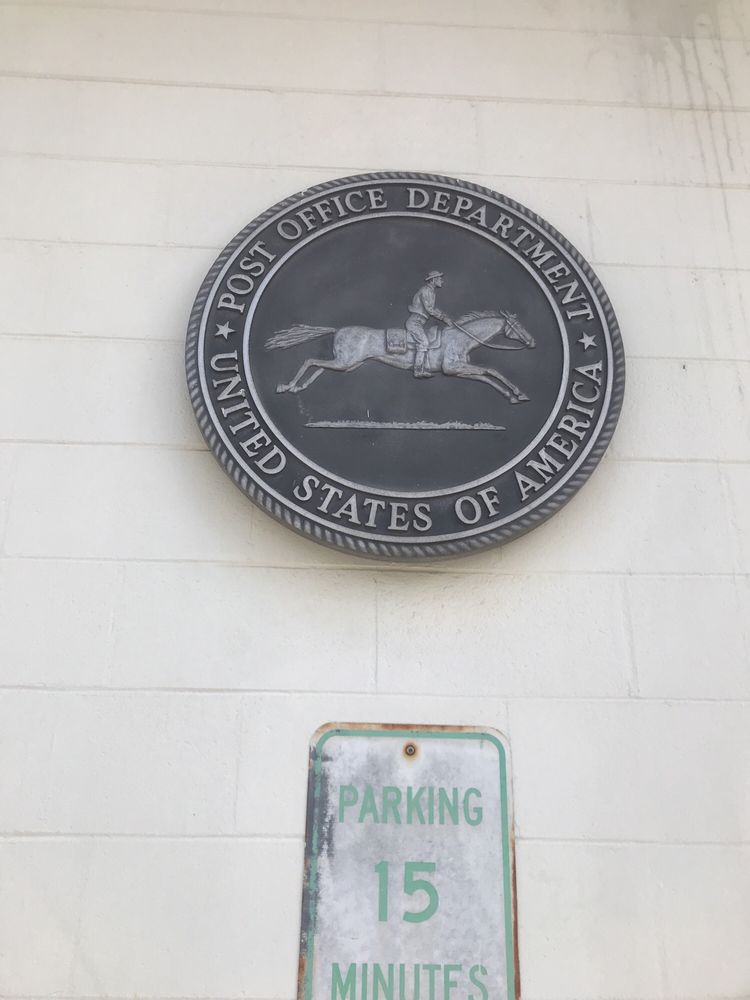 POST OFFICE DEPARTMENT
★ UNITED STATES OF AMERICA ★
PARKING
15
MINUTES